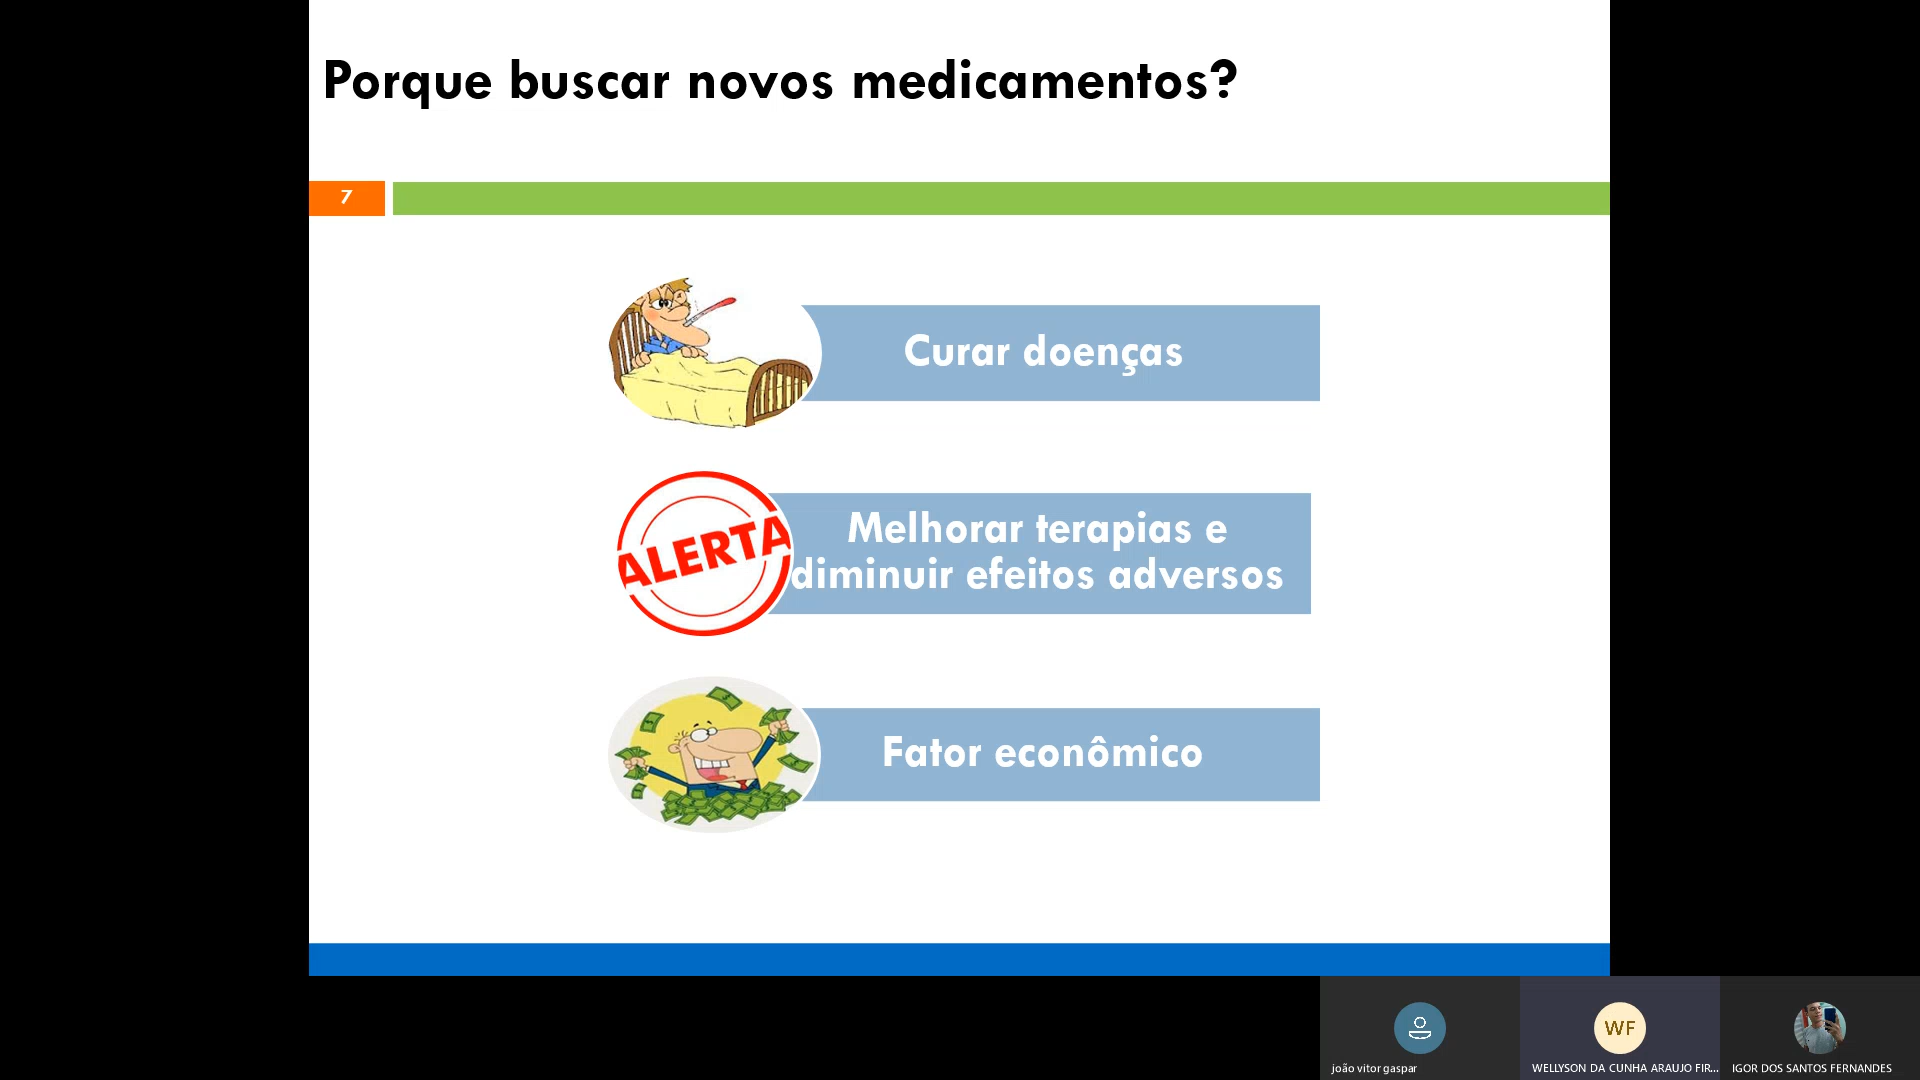 Porque buscar novos medicamentos?
7
Curar doenças
ALERTA
Melhorar terapias e
diminuir efeitos adversos
Fator econômico
WF
joão vitor gaspar
WELLYSON DA CUNHA ARAUJO FIR...
IGOR DOS SANTOS FERNANDES